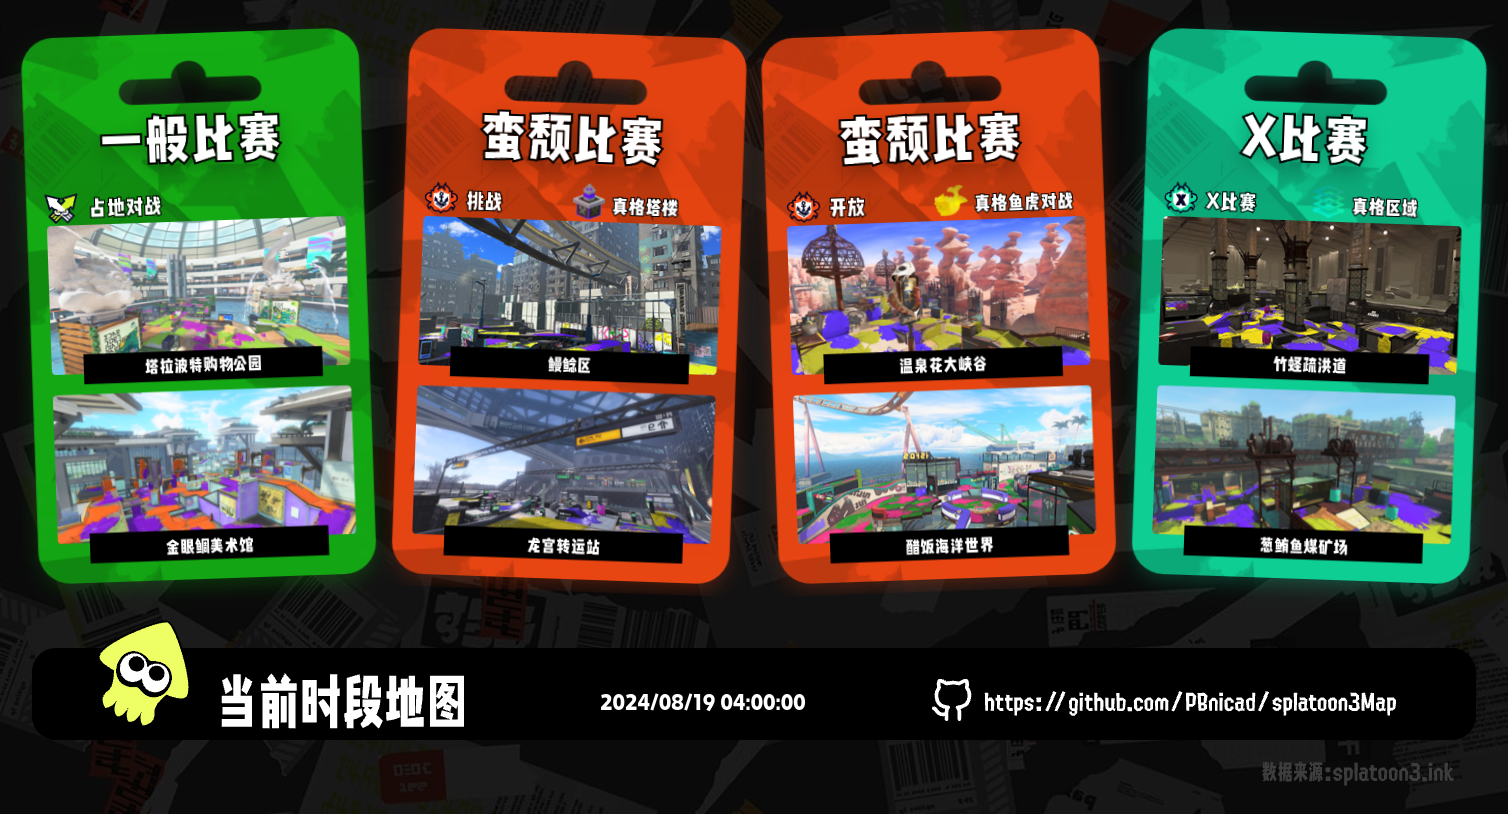 一般比赛
占地对战
塔拉波特购物公园
金眼鲷美术馆
蛮颓比赛
挑战
真格塔楼
鳗鲶区
龙宫转运站
蛮颓比赛
开放
真格鱼虎对战
温泉花大峡谷
醋饭海洋世界
X比赛
X比赛
真格区域
竹蛏疏洪道
葱鲔鱼煤矿场
当前时段地图
2024/08/19 04:00:00
https://github.com/PBnicad/splatoon3Map
数据来源:splatoon3.ink